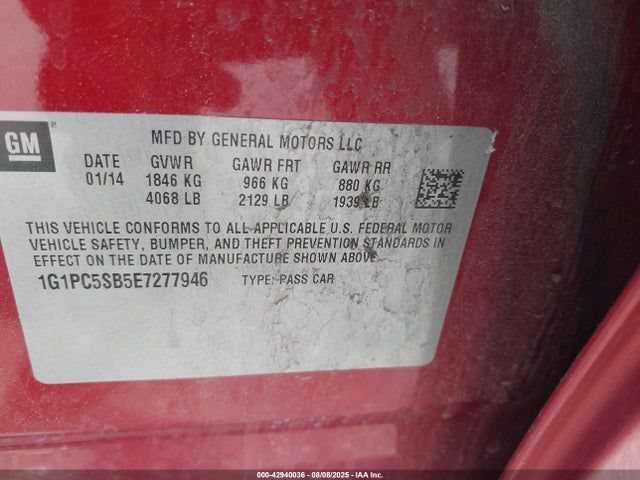 GM
MFD BY GENERAL MOTORS LLC
DATE GVWR GAWR FRT GAWR RR
01/14 1846 KG 966 KG 880 KG
4068 LB 2129 LB 1939 LB
THIS VEHICLE CONFORMS TO ALL APPLICABLE U.S. FEDERAL MOTOR
VEHICLE SAFETY, BUMPER, AND THEFT PREVENTION STANDARDS IN
EFFECT ON THE DATE OF MANUFACTURE SHOWN ABOVE.
1G1PC5SB5E7277946 TYPE: PASS CAR
000-42940036 - 08/08/2025 - IAA Inc.